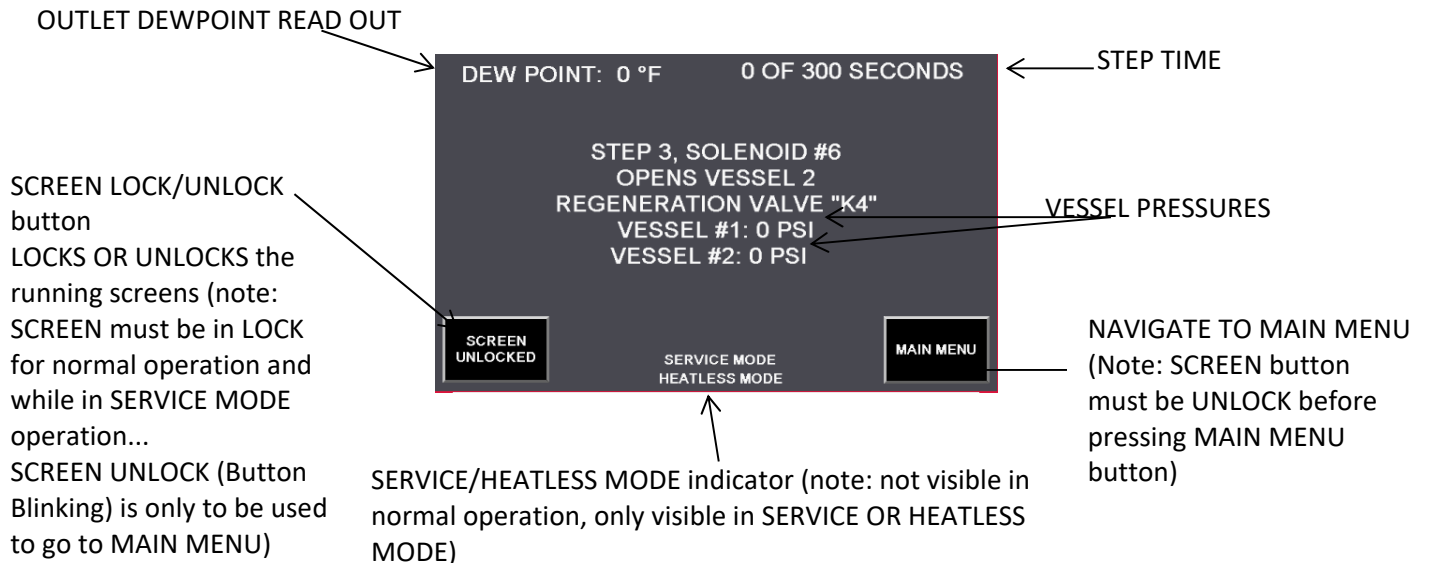 OUTLET DEWPOINT READ OUT
STEP TIME
DEW POINT: 0 °F
0 OF 300 SECONDS
STEP 3, SOLENOID #6
OPENS VESSEL 2
REGENERATION VALVE "K4"
VESSEL #1: 0 PSI
VESSEL #2: 0 PSI
VESSEL PRESSURES
SCREEN LOCK/UNLOCK
button
LOCKS OR UNLOCKS the
running screens (note:
SCREEN must be in LOCK
for normal operation and
while in SERVICE MODE
operation...
SCREEN UNLOCK (Button
Blinking) is only to be used
to go to MAIN MENU)
SCREEN
UNLOCKED
SERVICE MODE
HEATLESS MODE
MAIN MENU
NAVIGATE TO MAIN MENU
(Note: SCREEN button
must be UNLOCK before
pressing MAIN MENU
button)
SERVICE/HEATLESS MODE indicator (note: not visible in
normal operation, only visible in SERVICE OR HEATLESS
MODE)